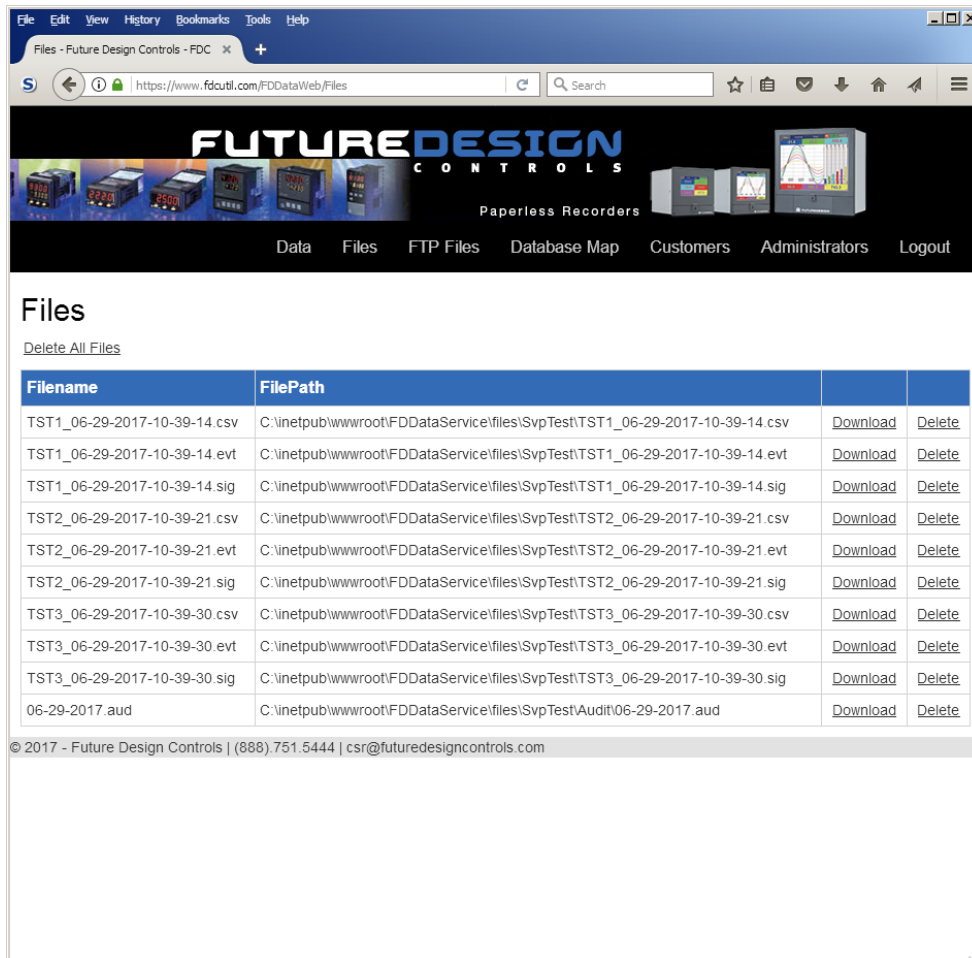 File Edit View History Bookmarks Tools Help
Files - Future Design Controls - FDC
https://www.fdcutil.com/FDDataWeb/Files
Search
FUTUREDESIGN
CONTROLS
Paperless Recorders
Data Files FTP Files Database Map Customers Administrators Logout
Files
Delete All Files
Filename FilePath
TST1_06-29-2017-10-39-14.csv C:\inetpub\wwwroot\FDDataService\files\SvpTest\TST1_06-29-2017-10-39-14.csv Download Delete
TST1_06-29-2017-10-39-14.evt C:\inetpub\wwwroot\FDDataService\files\SvpTest\TST1_06-29-2017-10-39-14.evt Download Delete
TST1_06-29-2017-10-39-14.sig C:\inetpub\wwwroot\FDDataService\files\SvpTest\TST1_06-29-2017-10-39-14.sig Download Delete
TST2_06-29-2017-10-39-21.csv C:\inetpub\wwwroot\FDDataService\files\SvpTest\TST2_06-29-2017-10-39-21.csv Download Delete
TST2_06-29-2017-10-39-21.evt C:\inetpub\wwwroot\FDDataService\files\SvpTest\TST2_06-29-2017-10-39-21.evt Download Delete
TST2_06-29-2017-10-39-21.sig C:\inetpub\wwwroot\FDDataService\files\SvpTest\TST2_06-29-2017-10-39-21.sig Download Delete
TST3_06-29-2017-10-39-30.csv C:\inetpub\wwwroot\FDDataService\files\SvpTest\TST3_06-29-2017-10-39-30.csv Download Delete
TST3_06-29-2017-10-39-30.evt C:\inetpub\wwwroot\FDDataService\files\SvpTest\TST3_06-29-2017-10-39-30.evt Download Delete
TST3_06-29-2017-10-39-30.sig C:\inetpub\wwwroot\FDDataService\files\SvpTest\TST3_06-29-2017-10-39-30.sig Download Delete
06-29-2017.aud C:\inetpub\wwwroot\FDDataService\files\SvpTest\Audit\06-29-2017.aud Download Delete
© 2017 - Future Design Controls | (888).751.5444 | csr@futuredesigncontrols.com